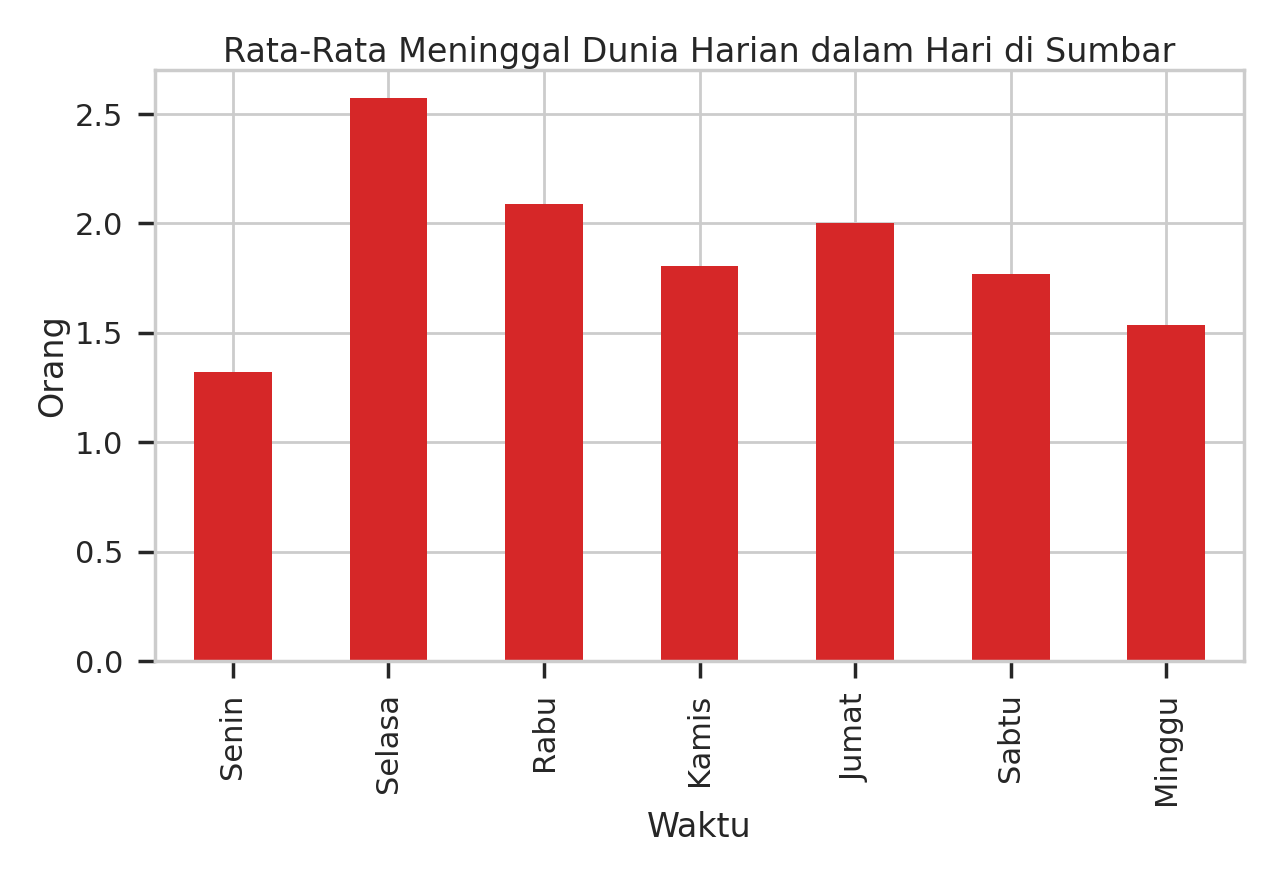 Rata-Rata Meninggal Dunia Harian dalam Hari di Sumbar
Orang
2.5
2.0
1.5
1.0
0.5
0.0
Senin
Selasa
Rabu
Kamis
Jumat
Sabtu
Minggu
Waktu